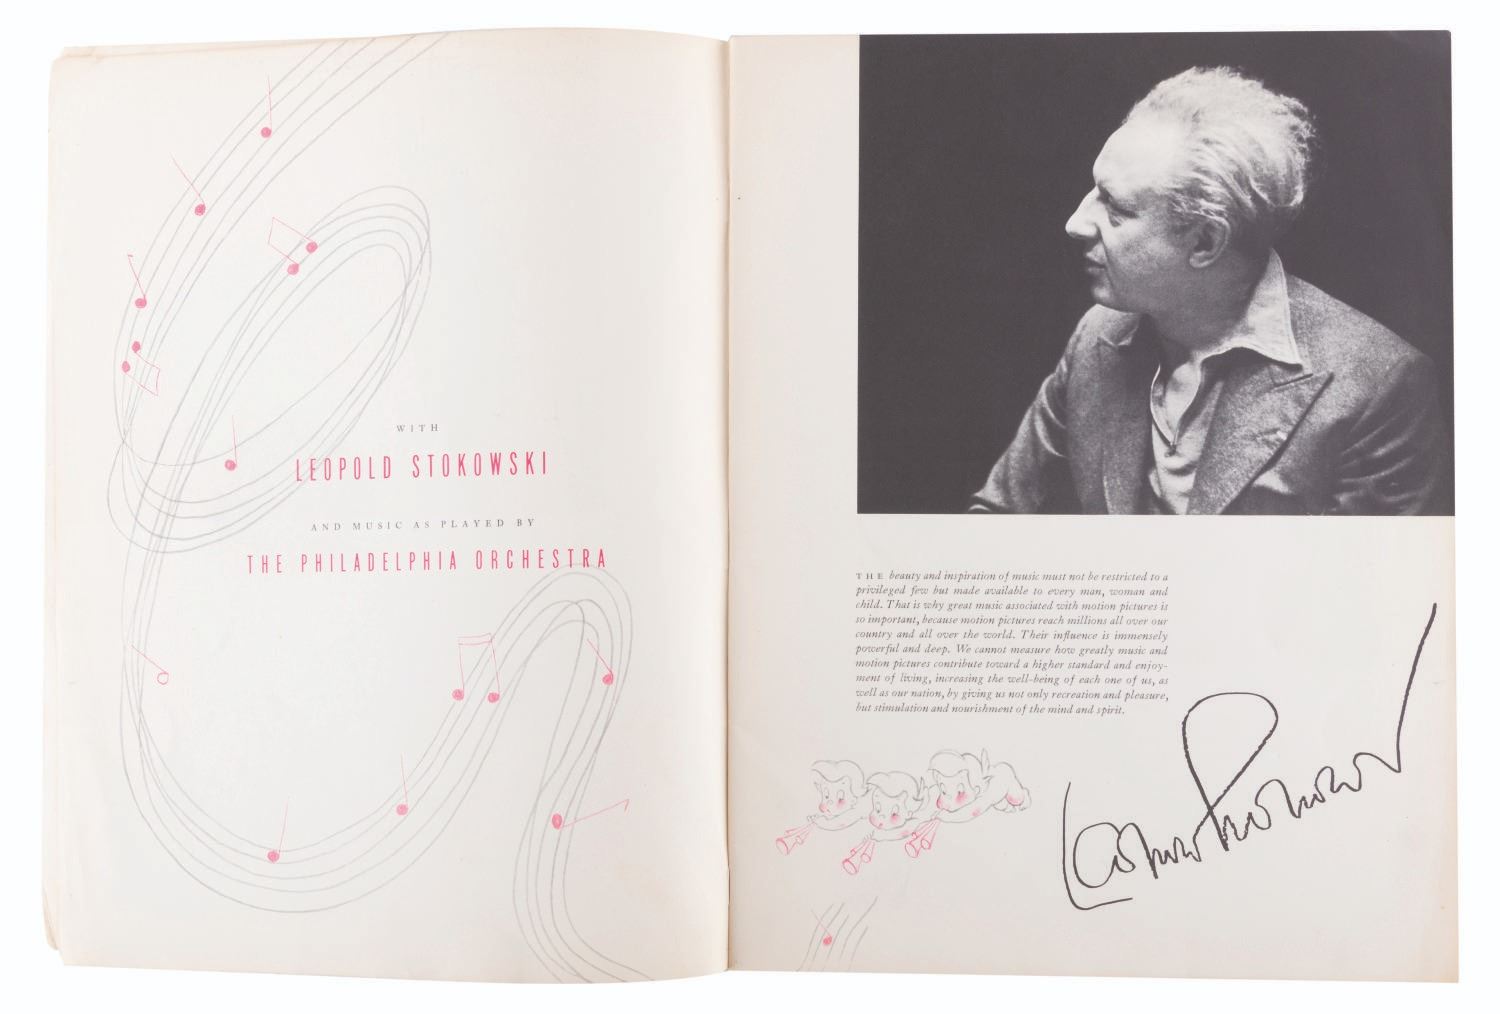 WITH
LEOPOLD STOKOWSKI
AND MUSIC AS PLAYED BY
THE PHILADELPHIA ORCHESTRA
THE beauty and inspiration of music must not be restricted to a
privileged few but made available to every man, woman and
child. That is why great music associated with motion pictures is
so important, because motion pictures reach millions all over our
country and all over the world. Their influence is immensely
powerful and deep. We cannot measure how greatly music and
motion pictures contribute toward a higher standard and enjoy-
ment of living, increasing the well-being of each one of us, as
well as our nation, by giving us not only recreation and pleasure,
but stimulation and nourishment of the mind and spirit.